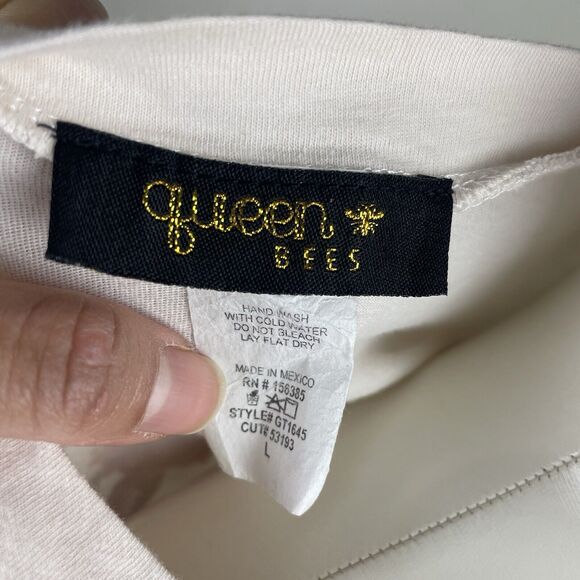 queen
BEES
HAND WASH
WITH COLD WATER
DO NOT BLEACH
LAY FLAT DRY
MADE IN MEXICO
RN # 156385
STYLE# GT1645
CUT# 53193
L